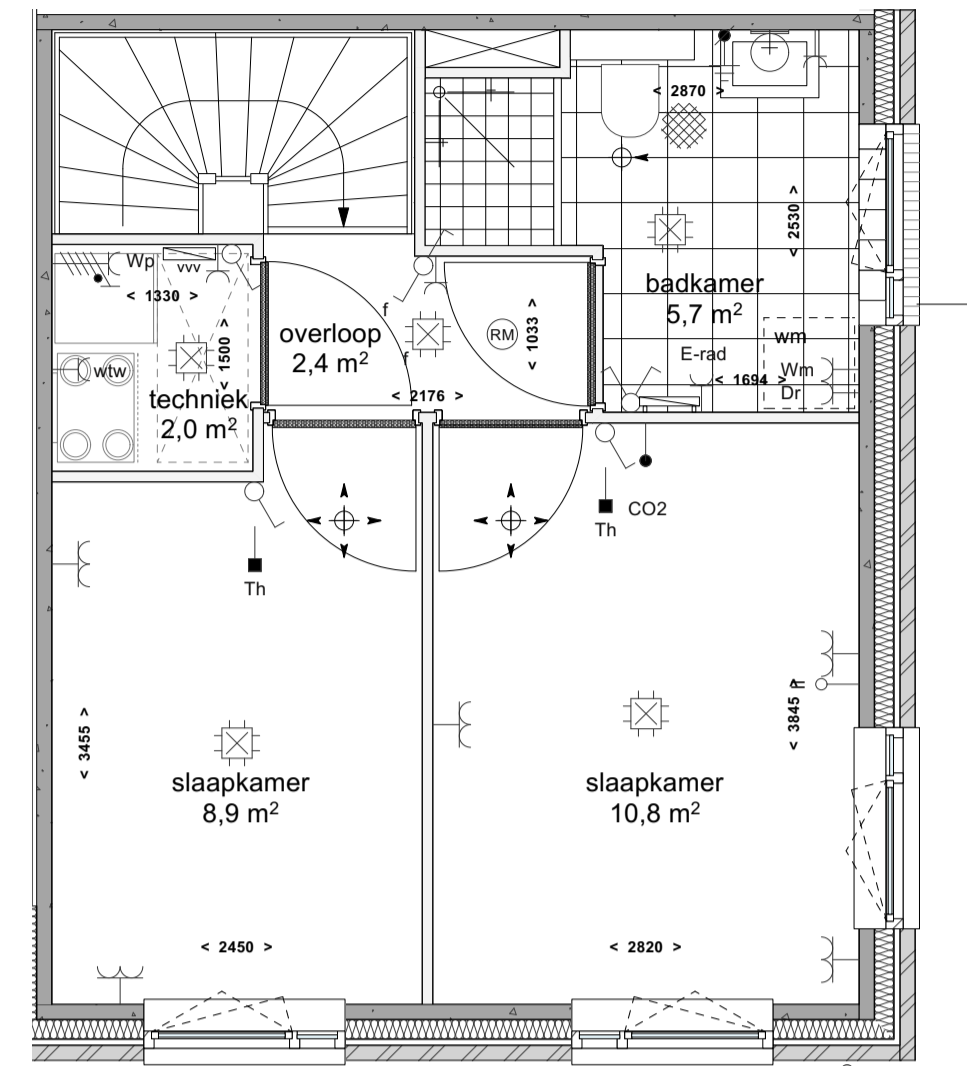 < 2870 >
< 2530 >
Wp
vvv
< 1330 >
badkamer
5,7 m²
f
overloop
2,4 m²
f
RM
< 1033 >
< 1500 >
wtw
techniek
2,0 m²
< 2176 >
E-rad
wm
Wm
Dr
< 1694 >
CO2
Th
Th
< 3455 >
< 3845 >
slaapkamer
8,9 m²
slaapkamer
10,8 m²
< 2450 >
< 2820 >